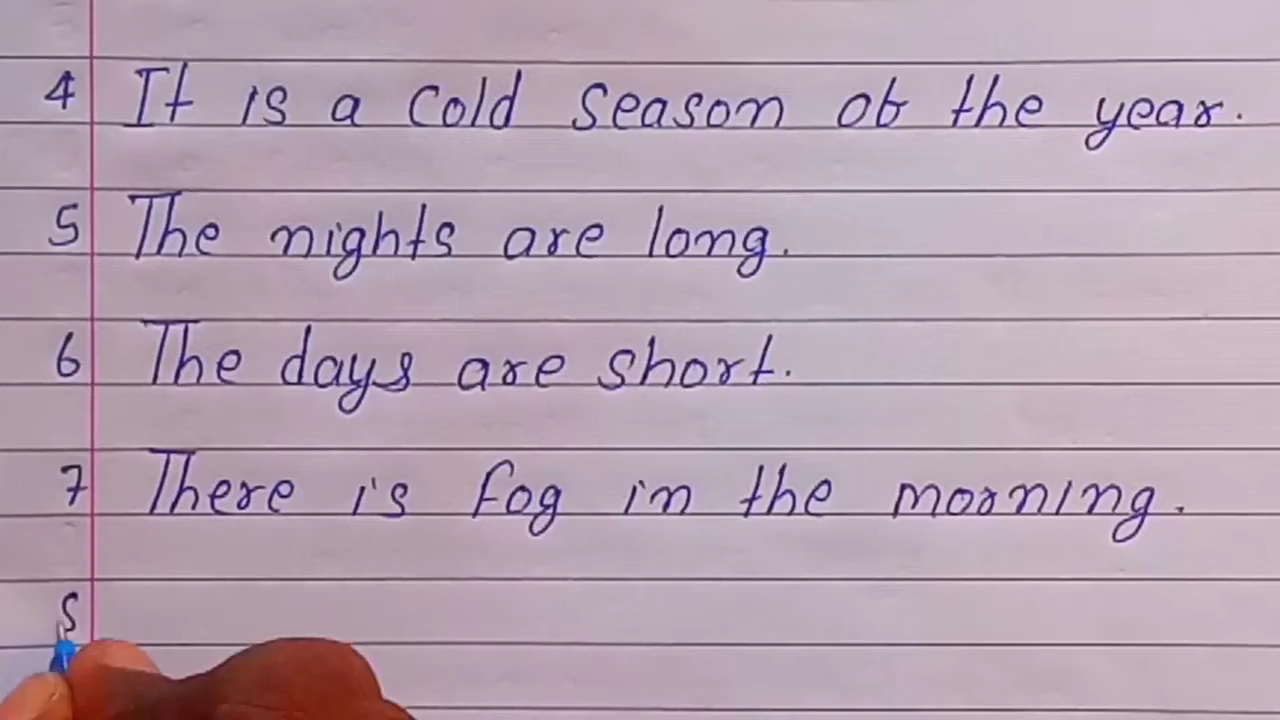 4 It is a cold season of the year.
5 The nights are long.
6 The days are short.
7 There is fog in the morning.